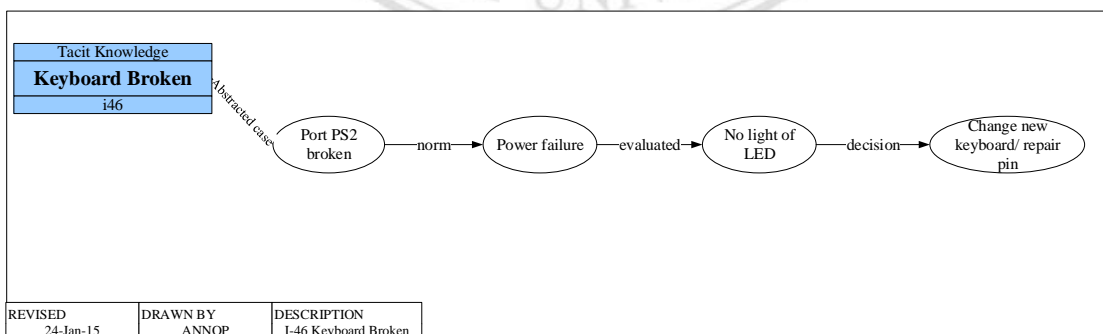 Tacit Knowledge
Keyboard Broken
i46
Abstracted case
Port PS2
broken
norm
Power failure
evaluated
No light of
LED
decision
Change new
keyboard/ repair
pin
REVISED
24-Jan-15
DRAWN BY
ANNOP
DESCRIPTION
I-46 Keyboard Broken